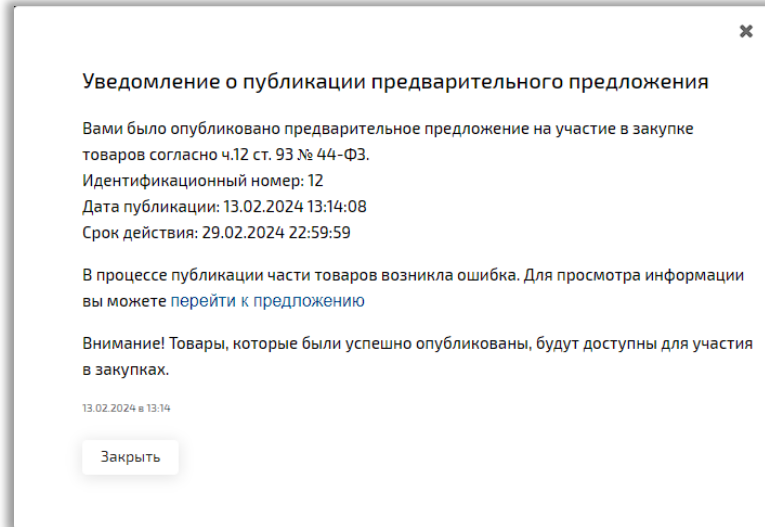 Уведомление о публикации предварительного предложения
Вами было опубликовано предварительное предложение на участие в закупке
товаров согласно ч.12 ст. 93 № 44-ФЗ.
Идентификационный номер: 12
Дата публикации: 13.02.2024 13:14:08
Срок действия: 29.02.2024 22:59:59
В процессе публикации части товаров возникла ошибка. Для просмотра информации
вы можете перейти к предложению
Внимание! Товары, которые были успешно опубликованы, будут доступны для участия
в закупках.
13.02.2024 в 13:14
Закрыть